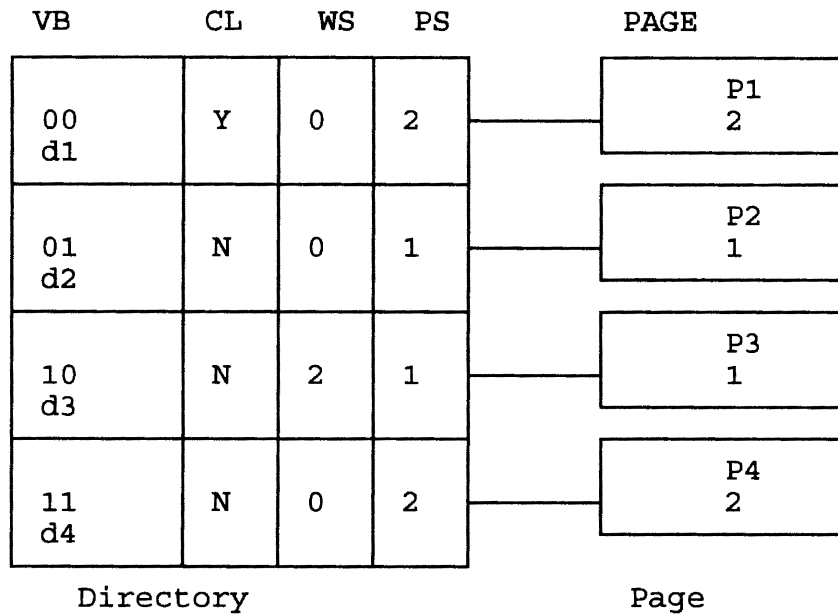 VB CL WS PS PAGE
P1
00 Y 0 2 2
d1
P2
01 N 0 1 1
d2
P3
10 N 2 1 1
d3
P4
11 N 0 2 2
d4
Directory Page